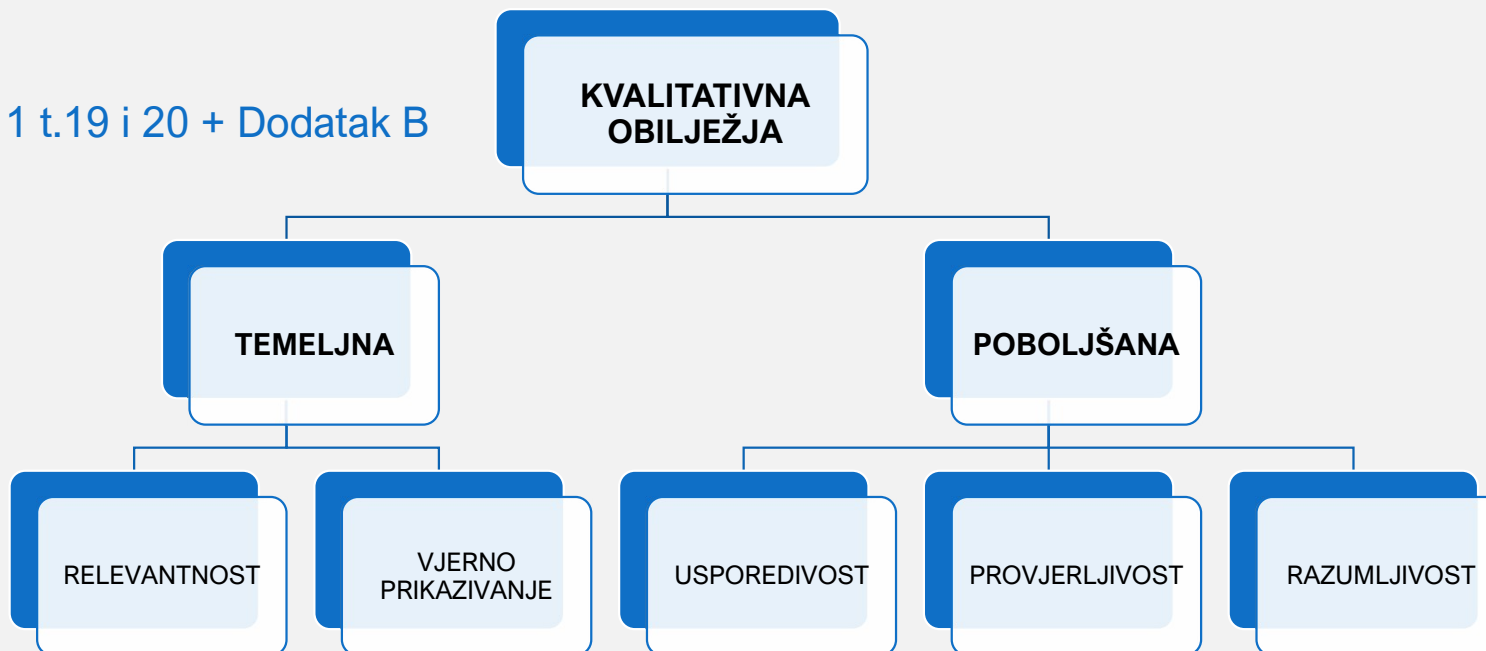 1 t.19 i 20 + Dodatak B
KVALITATIVNA
OBILJEŽJA
TEMELJNA
POBOLJŠANA
RELEVANTNOST
VJERNO
PRIKAZIVANJE
USPOREDIVOST
PROVJERLJIVOST
RAZUMLJIVOST